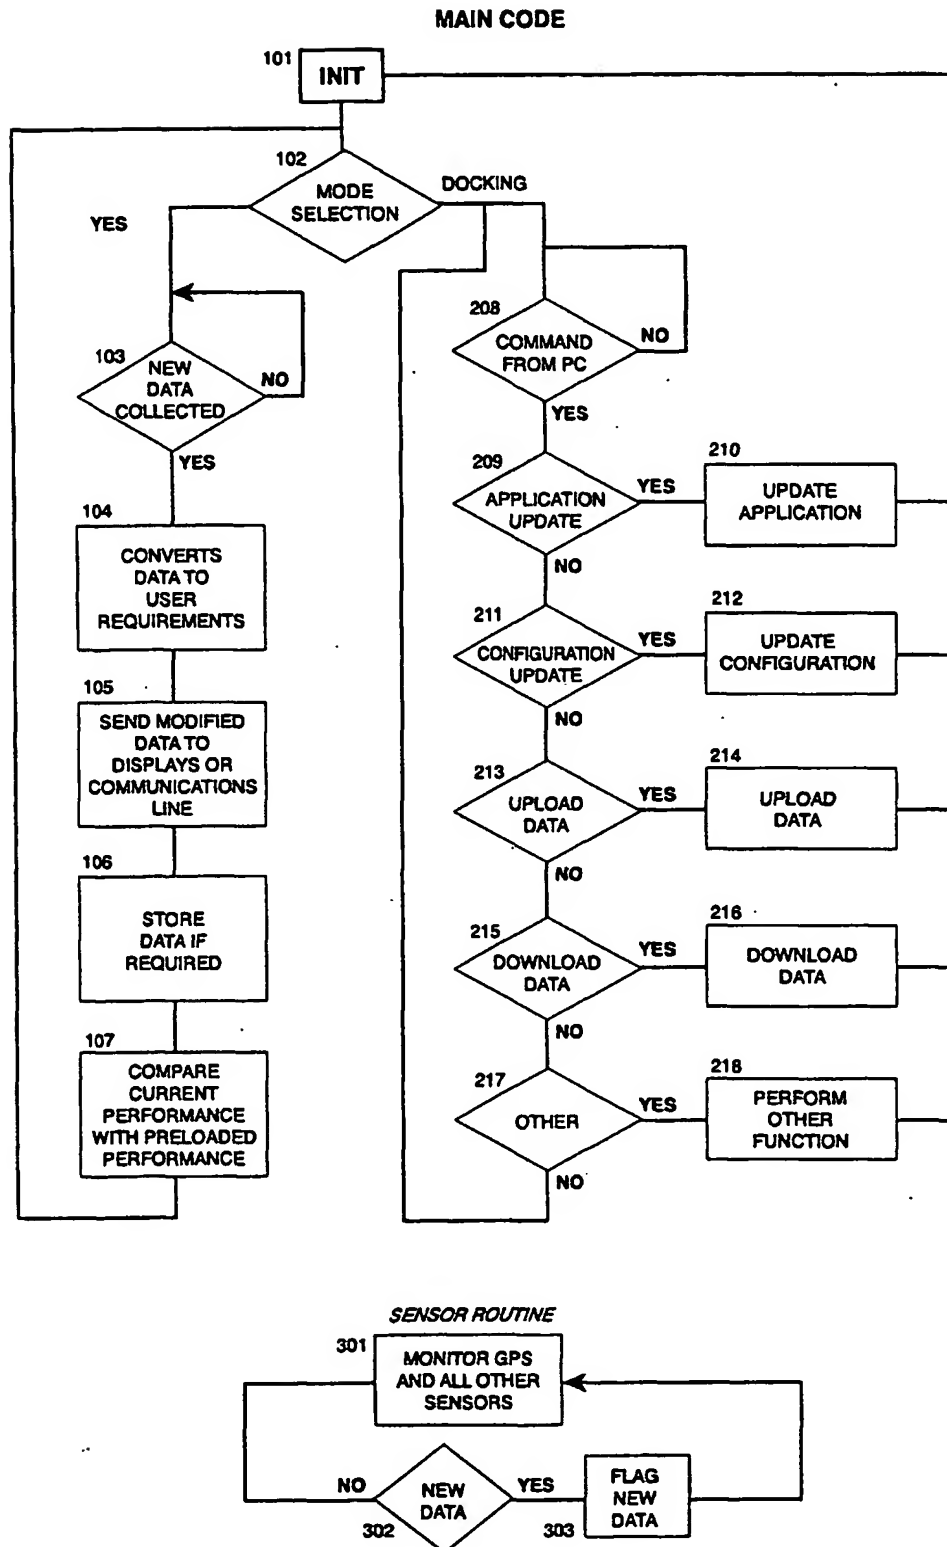 MAIN CODE
101
INIT
102
MODE
SELECTION
DOCKING
YES
103
NEW
DATA
COLLECTED
NO
YES
104
CONVERTS
DATA TO
USER
REQUIREMENTS
105
SEND MODIFIED
DATA TO
DISPLAYS OR
COMMUNICATIONS
LINE
106
STORE
DATA IF
REQUIRED
107
COMPARE
CURRENT
PERFORMANCE
WITH PRELOADED
PERFORMANCE
208
COMMAND
FROM PC
NO
YES
209
APPLICATION
UPDATE
YES
NO
210
UPDATE
APPLICATION
211
CONFIGURATION
UPDATE
YES
NO
212
UPDATE
CONFIGURATION
213
UPLOAD
DATA
YES
NO
214
UPLOAD
DATA
215
DOWNLOAD
DATA
YES
NO
216
DOWNLOAD
DATA
217
OTHER
YES
NO
218
PERFORM
OTHER
FUNCTION
SENSOR ROUTINE
301
MONITOR GPS
AND ALL OTHER
SENSORS
NO
NEW
DATA
302
YES
303
FLAG
NEW
DATA